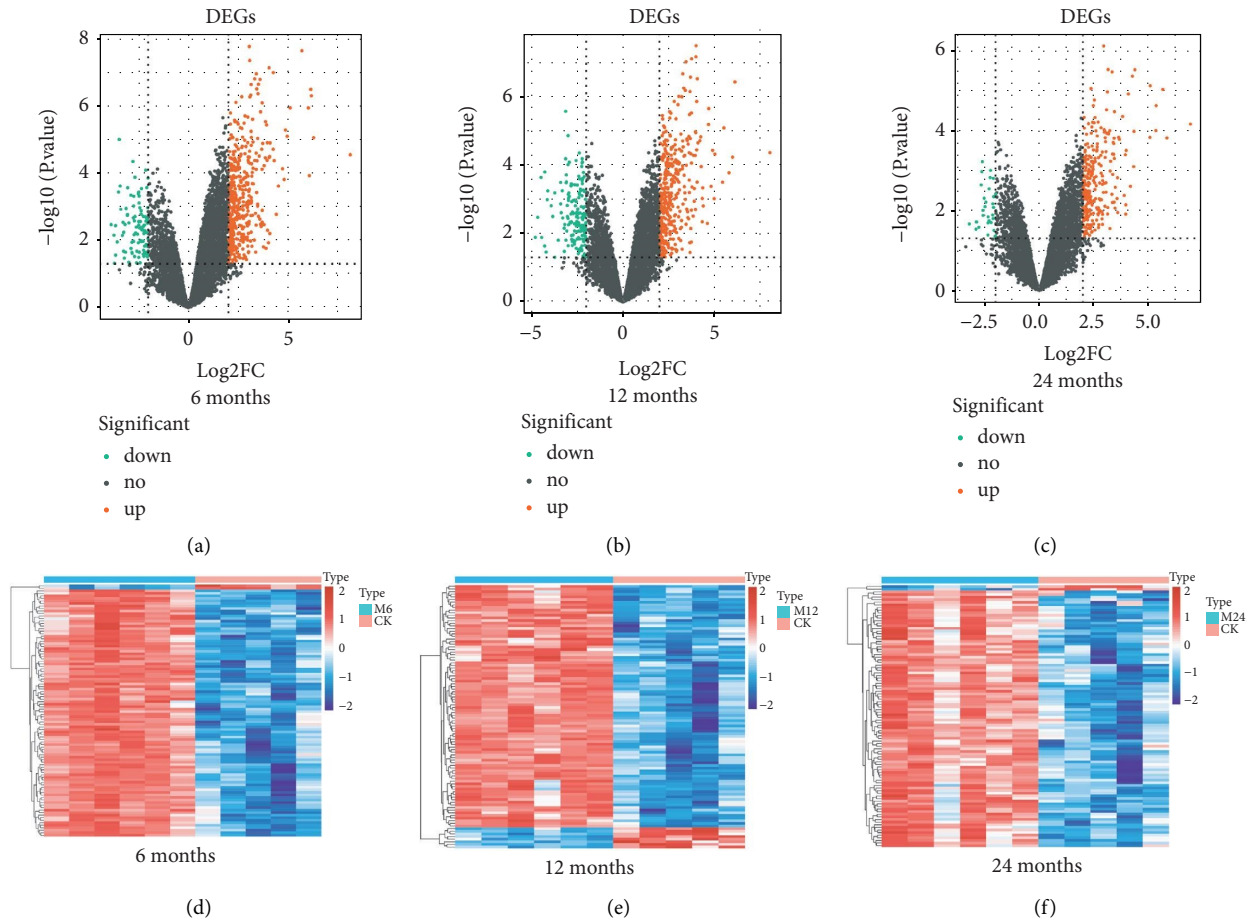 DEGs
8
6
4
2
0
−log10 (P.value)
0
5
Log2FC
6 months
Significant
down
no
up
(a)
DEGs
8
6
4
2
0
−log10 (P.value)
−5
0
5
Log2FC
12 months
Significant
down
no
up
(b)
DEGs
6
4
2
0
−log10 (P.value)
−2.5
0.0
2.5
5.0
Log2FC
24 months
Significant
down
no
up
(c)
Type
2
1
0
−1
−2
Type
M6
CK
6 months
(d)
Type
2
1
0
−1
−2
Type
M12
CK
12 months
(e)
Type
2
1
0
−1
−2
Type
M24
CK
24 months
(f)